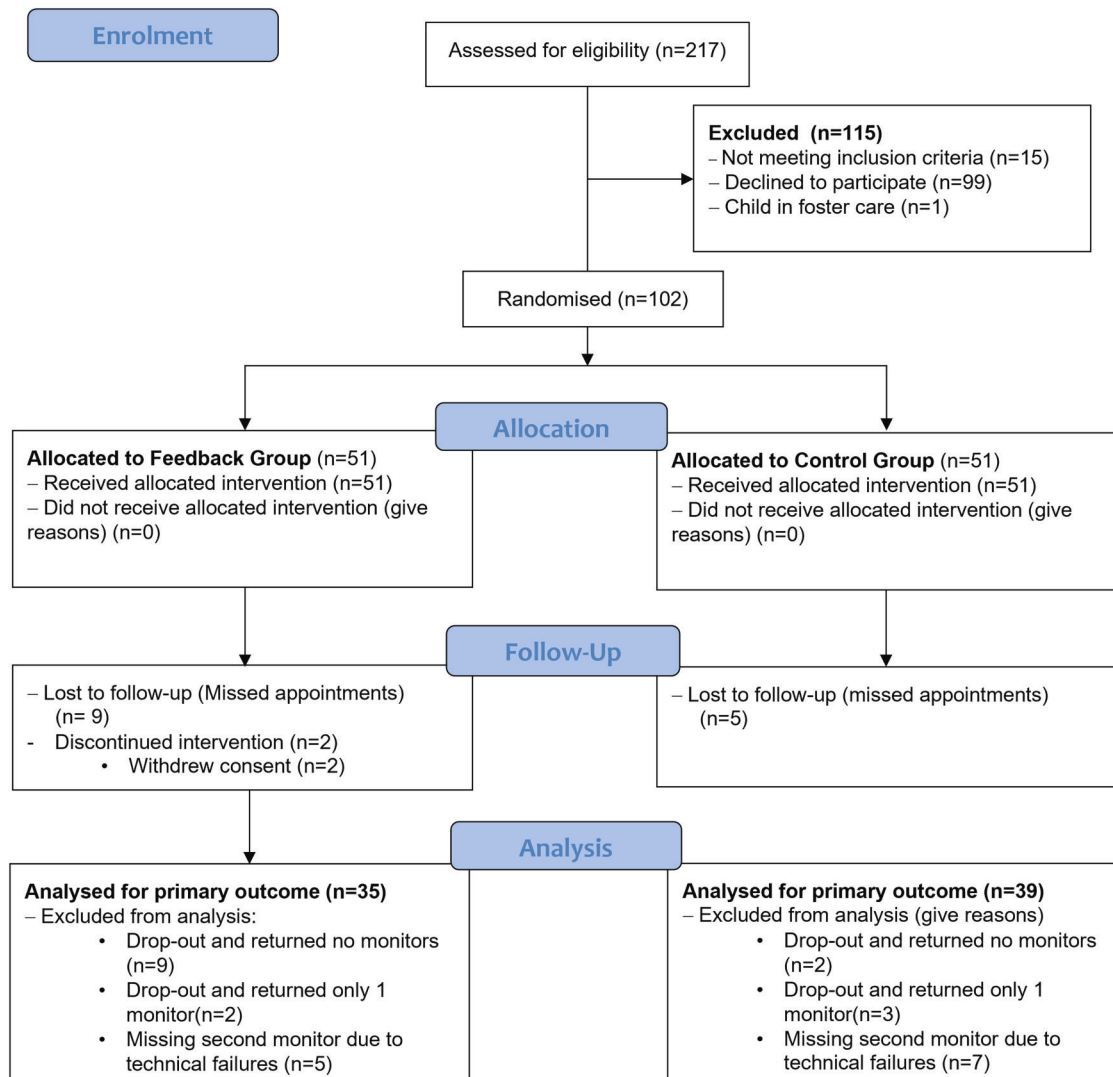 Enrolment
Assessed for eligibility (n=217)
Excluded (n=115)
– Not meeting inclusion criteria (n=15)
– Declined to participate (n=99)
– Child in foster care (n=1)
Randomised (n=102)
Allocation
Allocated to Feedback Group (n=51)
– Received allocated intervention (n=51)
– Did not receive allocated intervention (give
reasons) (n=0)
Allocated to Control Group (n=51)
– Received allocated intervention (n=51)
– Did not receive allocated intervention (give
reasons) (n=0)
Follow-Up
– Lost to follow-up (Missed appointments)
(n= 9)
- Discontinued intervention (n=2)
• Withdrew consent (n=2)
– Lost to follow-up (missed appointments)
(n=5)
Analysis
Analysed for primary outcome (n=35)
– Excluded from analysis:
• Drop-out and returned no monitors
(n=9)
• Drop-out and returned only 1
monitor(n=2)
• Missing second monitor due to
technical failures (n=5)
Analysed for primary outcome (n=39)
– Excluded from analysis (give reasons)
• Drop-out and returned no monitors
(n=2)
• Drop-out and returned only 1
monitor(n=3)
• Missing second monitor due to
technical failures (n=7)